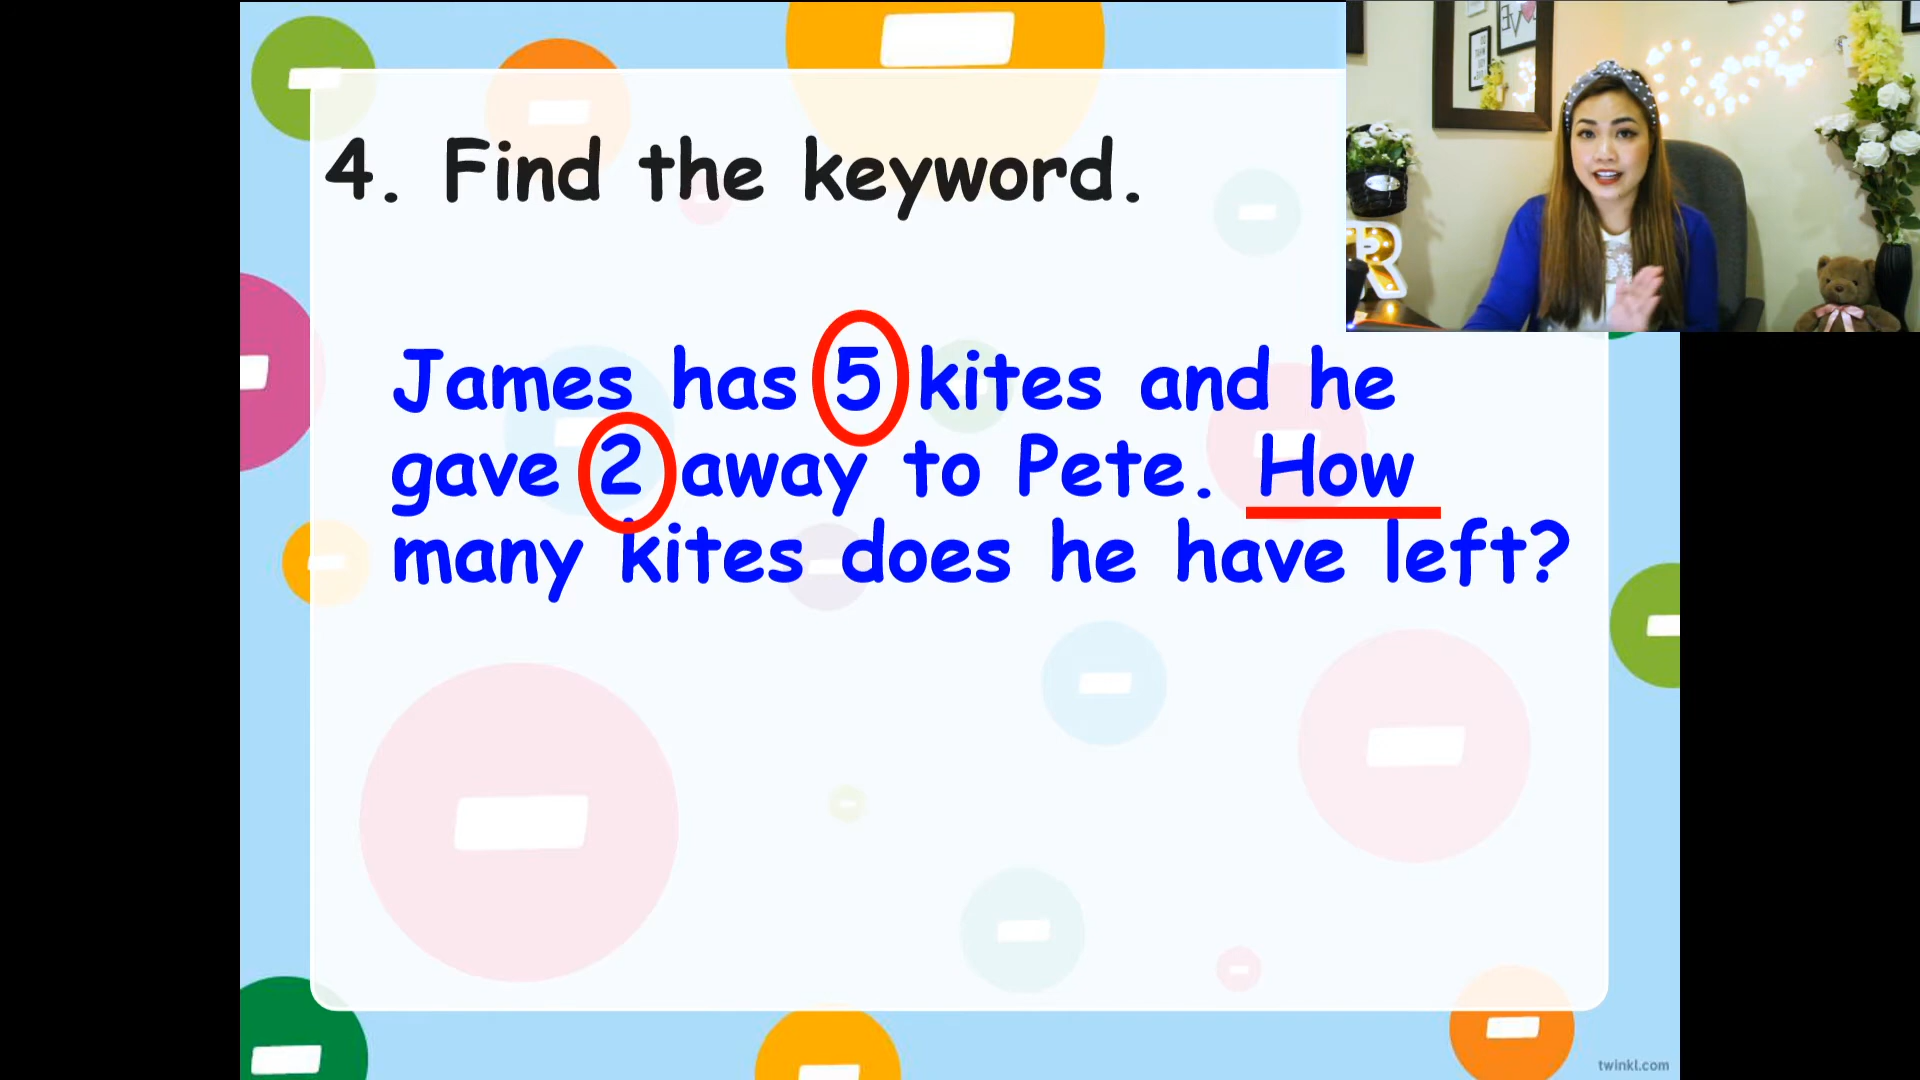 4. Find the keyword.
James has 5 kites and he
gave 2 away to Pete. How
many kites does he have left?
R
twinkl.com